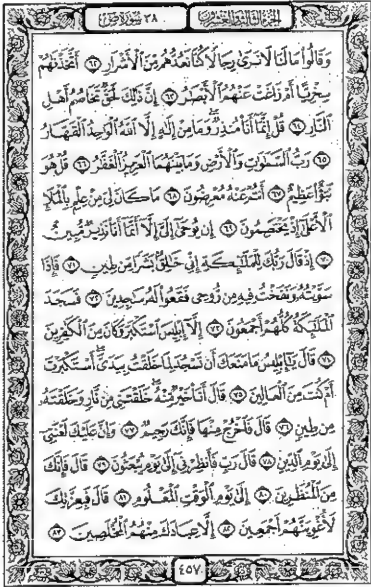 الجزء الثالث والعشرون ٣٨ سورة ص
وَقَالُوا۟ مَا لَنَا لَا نَرَىٰ رِجَالًا كُنَّا نَعُدُّهُم مِّنَ ٱلْأَشْرَارِ ٦٢ أَتَّخَذْنَٰهُمْ
سِخْرِيًّا أَمْ زَاغَتْ عَنْهُمُ ٱلْأَبْصَٰرُ ٦٣ إِنَّ ذَٰلِكَ لَحَقٌّ تَخَاصُمُ أَهْلِ
ٱلنَّارِ ٦٤ قُلْ إِنَّمَآ أَنَا۠ مُنذِرٌ وَمَا مِنْ إِلَٰهٍ إِلَّا ٱللَّهُ ٱلْوَٰحِدُ ٱلْقَهَّارُ
٦٥ رَبُّ ٱلسَّمَٰوَٰتِ وَٱلْأَرْضِ وَمَا بَيْنَهُمَا ٱلْعَزِيزُ ٱلْغَفَّٰرُ ٦٦ قُلْ هُوَ
نَبَؤٌا۟ عَظِيمٌ ٦٧ أَنتُمْ عَنْهُ مُعْرِضُونَ ٦٨ مَا كَانَ لِىَ مِنْ عِلْمٍ بِٱلْمَلَإِ
ٱلْأَعْلَىٰٓ إِذْ يَخْتَصِمُونَ ٦٩ إِن يُوحَىٰٓ إِلَىَّ إِلَّآ أَنَّمَآ أَنَا۠ نَذِيرٌ مُّبِينٌ
٧٠ إِذْ قَالَ رَبُّكَ لِلْمَلَٰٓئِكَةِ إِنِّى خَٰلِقٌۢ بَشَرًا مِّن طِينٍ ٧١ فَإِذَا
سَوَّيْتُهُۥ وَنَفَخْتُ فِيهِ مِن رُّوحِى فَقَعُوا۟ لَهُۥ سَٰجِدِينَ ٧٢ فَسَجَدَ
ٱلْمَلَٰٓئِكَةُ كُلُّهُمْ أَجْمَعُونَ ٧٣ إِلَّآ إِبْلِيسَ ٱسْتَكْبَرَ وَكَانَ مِنَ ٱلْكَٰفِرِينَ
٧٤ قَالَ يَٰٓإِبْلِيسُ مَا مَنَعَكَ أَن تَسْجُدَ لِمَا خَلَقْتُ بِيَدَىَّ أَسْتَكْبَرْتَ
أَمْ كُنتَ مِنَ ٱلْعَالِينَ ٧٥ قَالَ أَنَا۠ خَيْرٌ مِّنْهُ خَلَقْتَنِى مِن نَّارٍ وَخَلَقْتَهُۥ
مِن طِينٍ ٧٦ قَالَ فَٱخْرُجْ مِنْهَا فَإِنَّكَ رَجِيمٌ ٧٧ وَإِنَّ عَلَيْكَ لَعْنَتِىٓ
إِلَىٰ يَوْمِ ٱلدِّينِ ٧٨ قَالَ رَبِّ فَأَنظِرْنِىٓ إِلَىٰ يَوْمِ يُبْعَثُونَ ٧٩ قَالَ فَإِنَّكَ
مِنَ ٱلْمُنظَرِينَ ٨٠ إِلَىٰ يَوْمِ ٱلْوَقْتِ ٱلْمَعْلُومِ ٨١ قَالَ فَبِعِزَّتِكَ
لَأُغْوِيَنَّهُمْ أَجْمَعِينَ ٨٢ إِلَّا عِبَادَكَ مِنْهُمُ ٱلْمُخْلَصِينَ ٨٣
٤٥٧